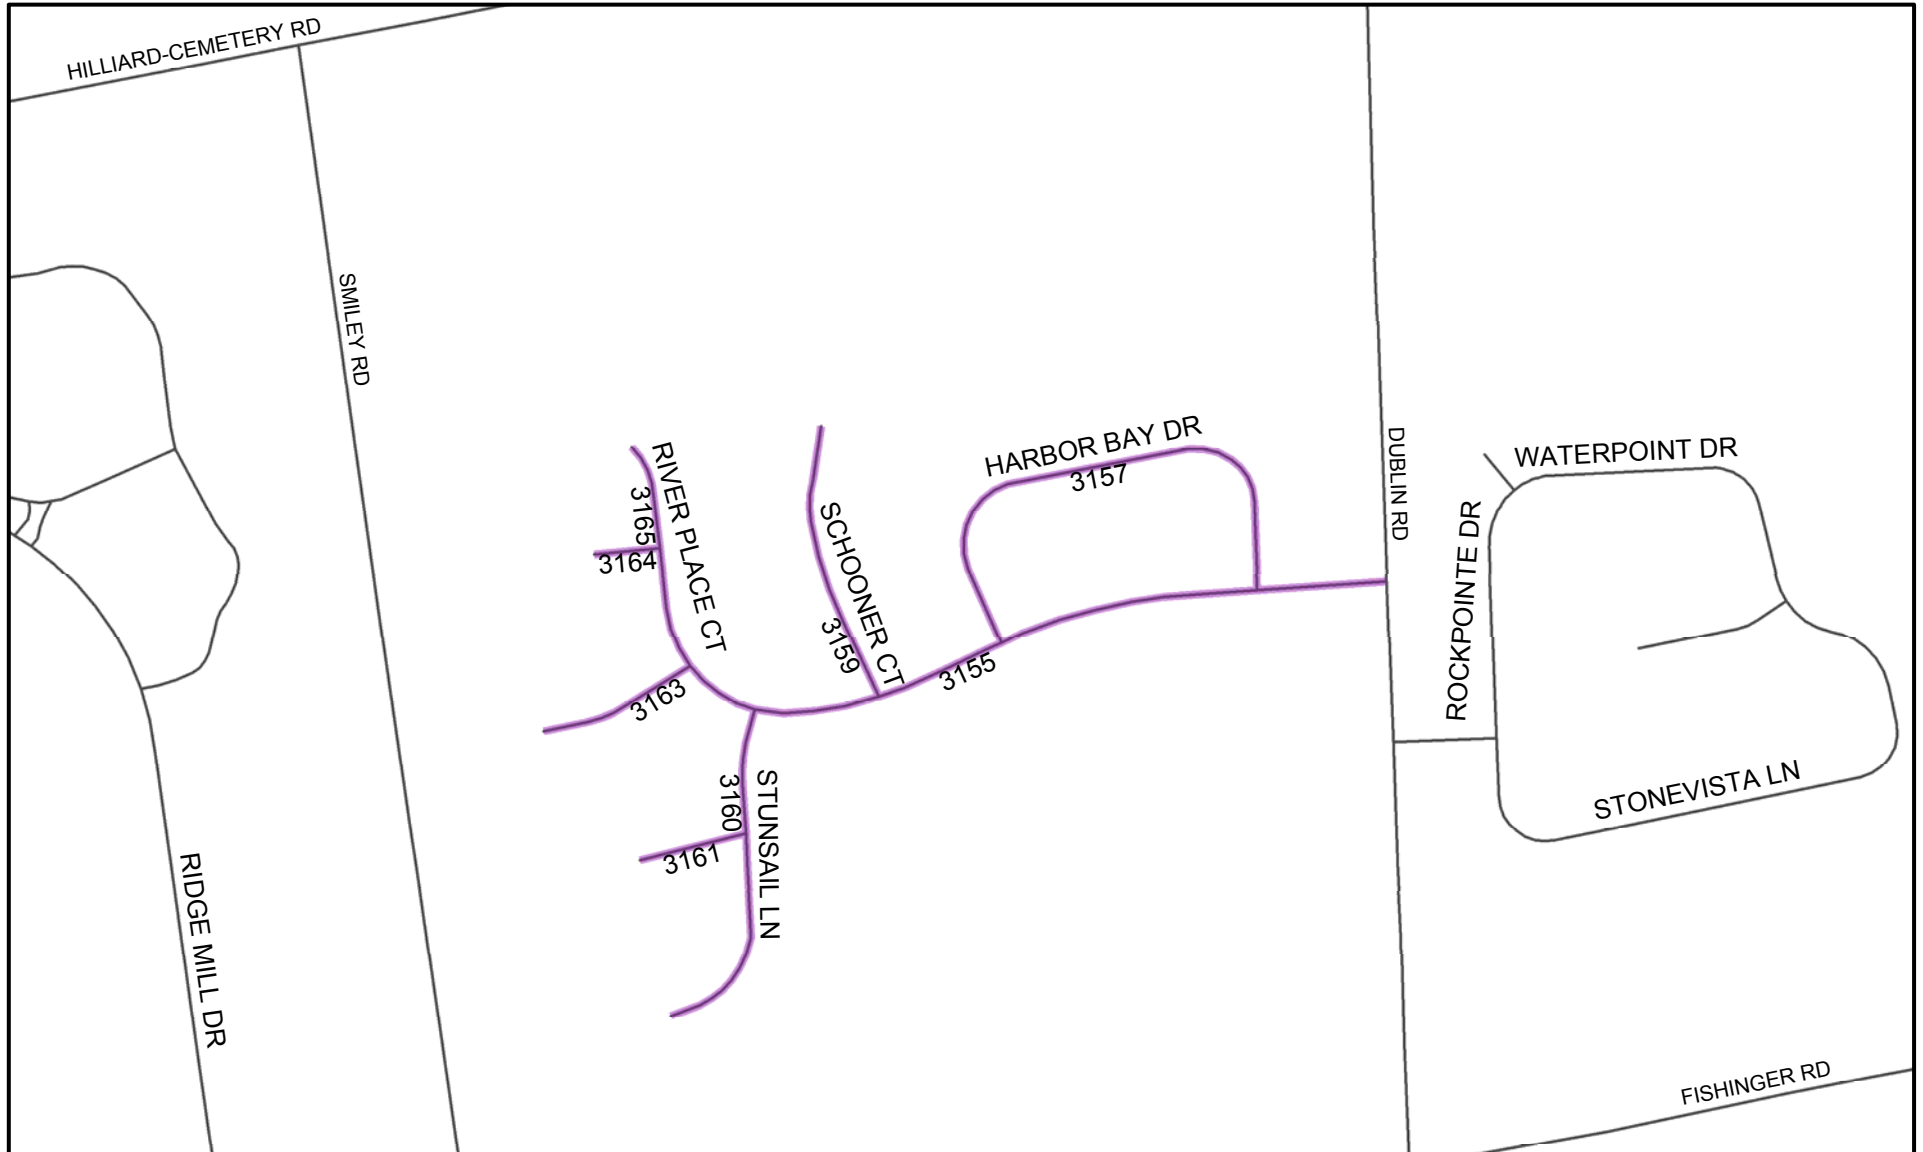 HILLIARD-CEMETERY RD
SMILEY RD
HARBOR BAY DR
3157
DUBLIN RD
WATERPOINT DR
RIVER PLACE CT
3165
3164
SCHOONER CT
3159
ROCKPOINTE DR
3155
3163
STUNSAIL LN
3160
3161
STONEVISTA LN
RIDGE MILL DR
FISHINGER RD